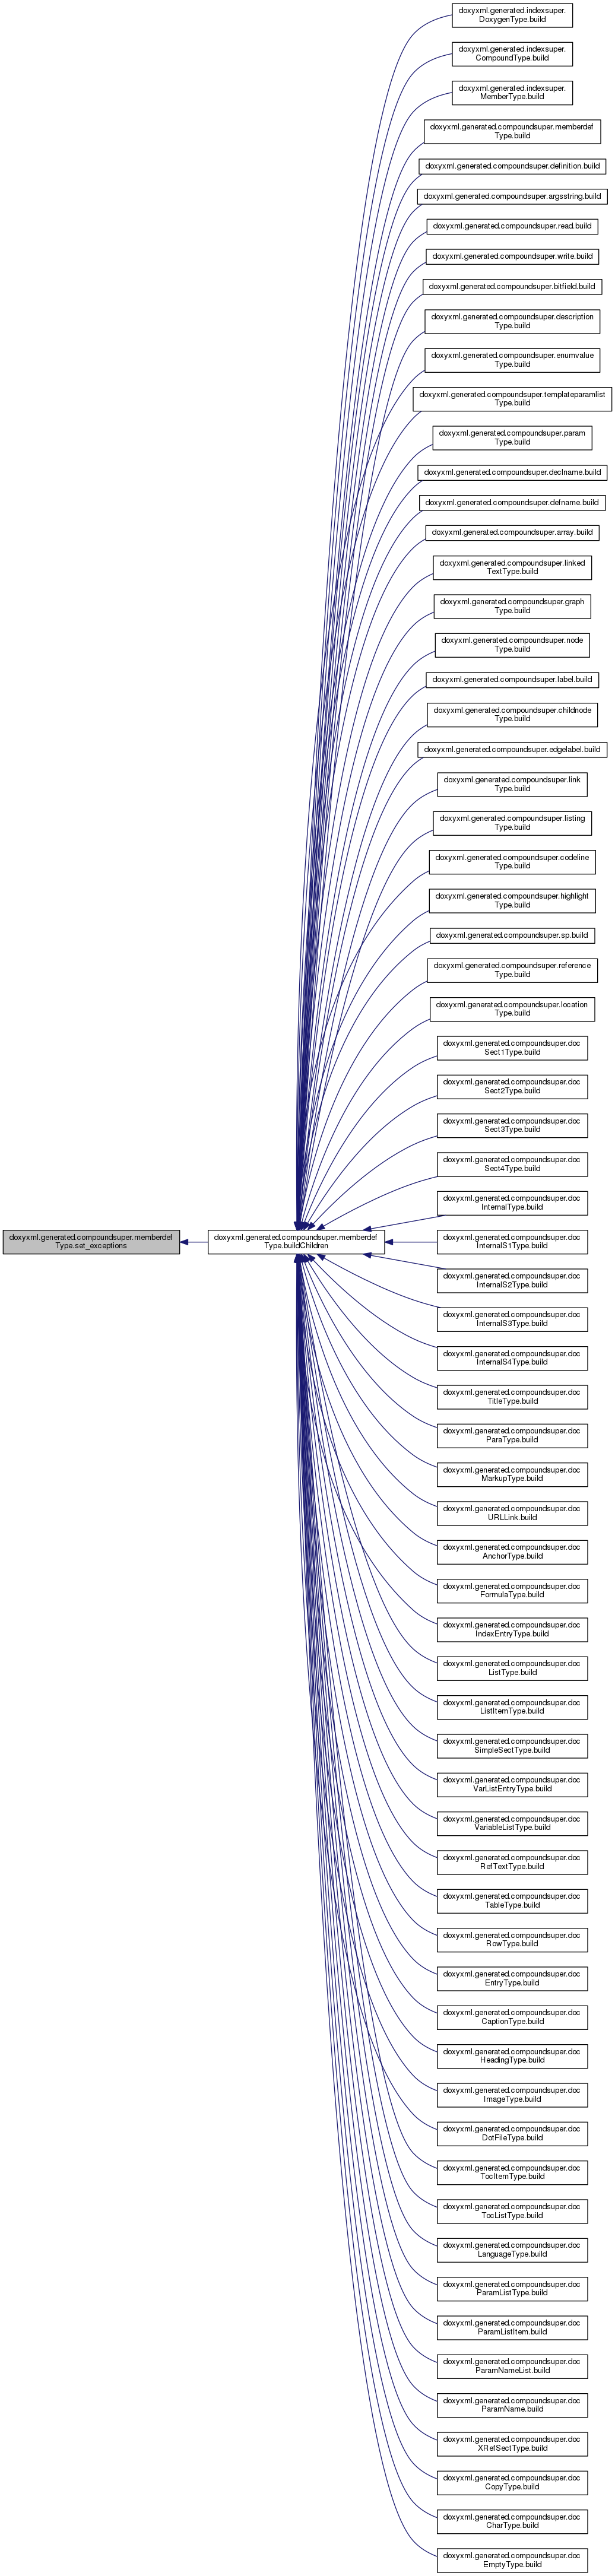 doxyxml.generated.indexsuper.
DoxygenType.build
doxyxml.generated.indexsuper.
CompoundType.build
doxyxml.generated.indexsuper.
MemberType.build
doxyxml.generated.compoundsuper.memberdef
Type.build
doxyxml.generated.compoundsuper.definition.build
doxyxml.generated.compoundsuper.argsstring.build
doxyxml.generated.compoundsuper.read.build
doxyxml.generated.compoundsuper.write.build
doxyxml.generated.compoundsuper.bitfield.build
doxyxml.generated.compoundsuper.description
Type.build
doxyxml.generated.compoundsuper.enumvalue
Type.build
doxyxml.generated.compoundsuper.templateparamlist
Type.build
doxyxml.generated.compoundsuper.param
Type.build
doxyxml.generated.compoundsuper.declname.build
doxyxml.generated.compoundsuper.defname.build
doxyxml.generated.compoundsuper.array.build
doxyxml.generated.compoundsuper.linked
TextType.build
doxyxml.generated.compoundsuper.graph
Type.build
doxyxml.generated.compoundsuper.node
Type.build
doxyxml.generated.compoundsuper.label.build
doxyxml.generated.compoundsuper.childnode
Type.build
doxyxml.generated.compoundsuper.edgelabel.build
doxyxml.generated.compoundsuper.link
Type.build
doxyxml.generated.compoundsuper.listing
Type.build
doxyxml.generated.compoundsuper.codeline
Type.build
doxyxml.generated.compoundsuper.highlight
Type.build
doxyxml.generated.compoundsuper.sp.build
doxyxml.generated.compoundsuper.reference
Type.build
doxyxml.generated.compoundsuper.location
Type.build
doxyxml.generated.compoundsuper.doc
Sect1Type.build
doxyxml.generated.compoundsuper.doc
Sect2Type.build
doxyxml.generated.compoundsuper.doc
Sect3Type.build
doxyxml.generated.compoundsuper.doc
Sect4Type.build
doxyxml.generated.compoundsuper.doc
InternalType.build
doxyxml.generated.compoundsuper.memberdef
Type.set_exceptions
doxyxml.generated.compoundsuper.memberdef
Type.buildChildren
doxyxml.generated.compoundsuper.doc
InternalS1Type.build
doxyxml.generated.compoundsuper.doc
InternalS2Type.build
doxyxml.generated.compoundsuper.doc
InternalS3Type.build
doxyxml.generated.compoundsuper.doc
InternalS4Type.build
doxyxml.generated.compoundsuper.doc
TitleType.build
doxyxml.generated.compoundsuper.doc
ParaType.build
doxyxml.generated.compoundsuper.doc
MarkupType.build
doxyxml.generated.compoundsuper.doc
URLLink.build
doxyxml.generated.compoundsuper.doc
AnchorType.build
doxyxml.generated.compoundsuper.doc
FormulaType.build
doxyxml.generated.compoundsuper.doc
IndexEntryType.build
doxyxml.generated.compoundsuper.doc
ListType.build
doxyxml.generated.compoundsuper.doc
ListItemType.build
doxyxml.generated.compoundsuper.doc
SimpleSectType.build
doxyxml.generated.compoundsuper.doc
VarListEntryType.build
doxyxml.generated.compoundsuper.doc
VariableListType.build
doxyxml.generated.compoundsuper.doc
RefTextType.build
doxyxml.generated.compoundsuper.doc
TableType.build
doxyxml.generated.compoundsuper.doc
RowType.build
doxyxml.generated.compoundsuper.doc
EntryType.build
doxyxml.generated.compoundsuper.doc
CaptionType.build
doxyxml.generated.compoundsuper.doc
HeadingType.build
doxyxml.generated.compoundsuper.doc
ImageType.build
doxyxml.generated.compoundsuper.doc
DotFileType.build
doxyxml.generated.compoundsuper.doc
TocItemType.build
doxyxml.generated.compoundsuper.doc
TocListType.build
doxyxml.generated.compoundsuper.doc
LanguageType.build
doxyxml.generated.compoundsuper.doc
ParamListType.build
doxyxml.generated.compoundsuper.doc
ParamListItem.build
doxyxml.generated.compoundsuper.doc
ParamNameList.build
doxyxml.generated.compoundsuper.doc
ParamName.build
doxyxml.generated.compoundsuper.doc
XRefSectType.build
doxyxml.generated.compoundsuper.doc
CopyType.build
doxyxml.generated.compoundsuper.doc
CharType.build
doxyxml.generated.compoundsuper.doc
EmptyType.build